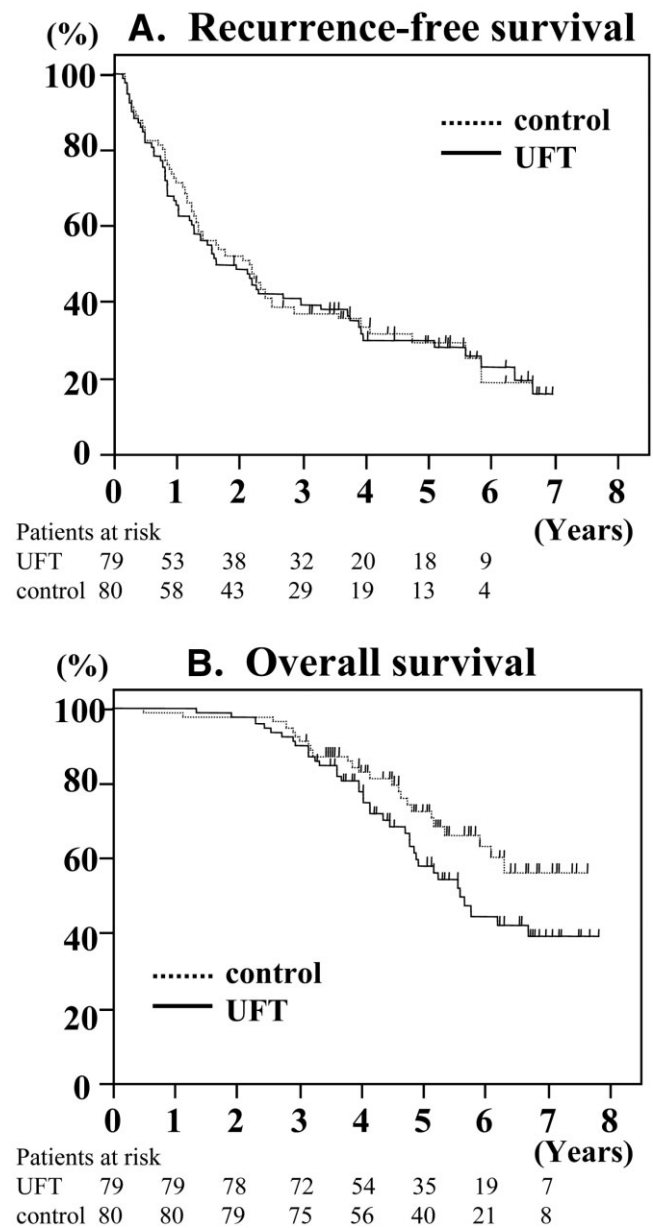 (%) A. Recurrence-free survival
100
80
60
40
20
0
control
UFT
0 1 2 3 4 5 6 7 8
(Years)
Patients at risk
UFT 79 53 38 32 20 18 9
control 80 58 43 29 19 13 4
(%) B. Overall survival
100
80
60
40
20
0
control
UFT
0 1 2 3 4 5 6 7 8
(Years)
Patients at risk
UFT 79 79 78 72 54 35 19 7
control 80 80 79 75 56 40 21 8